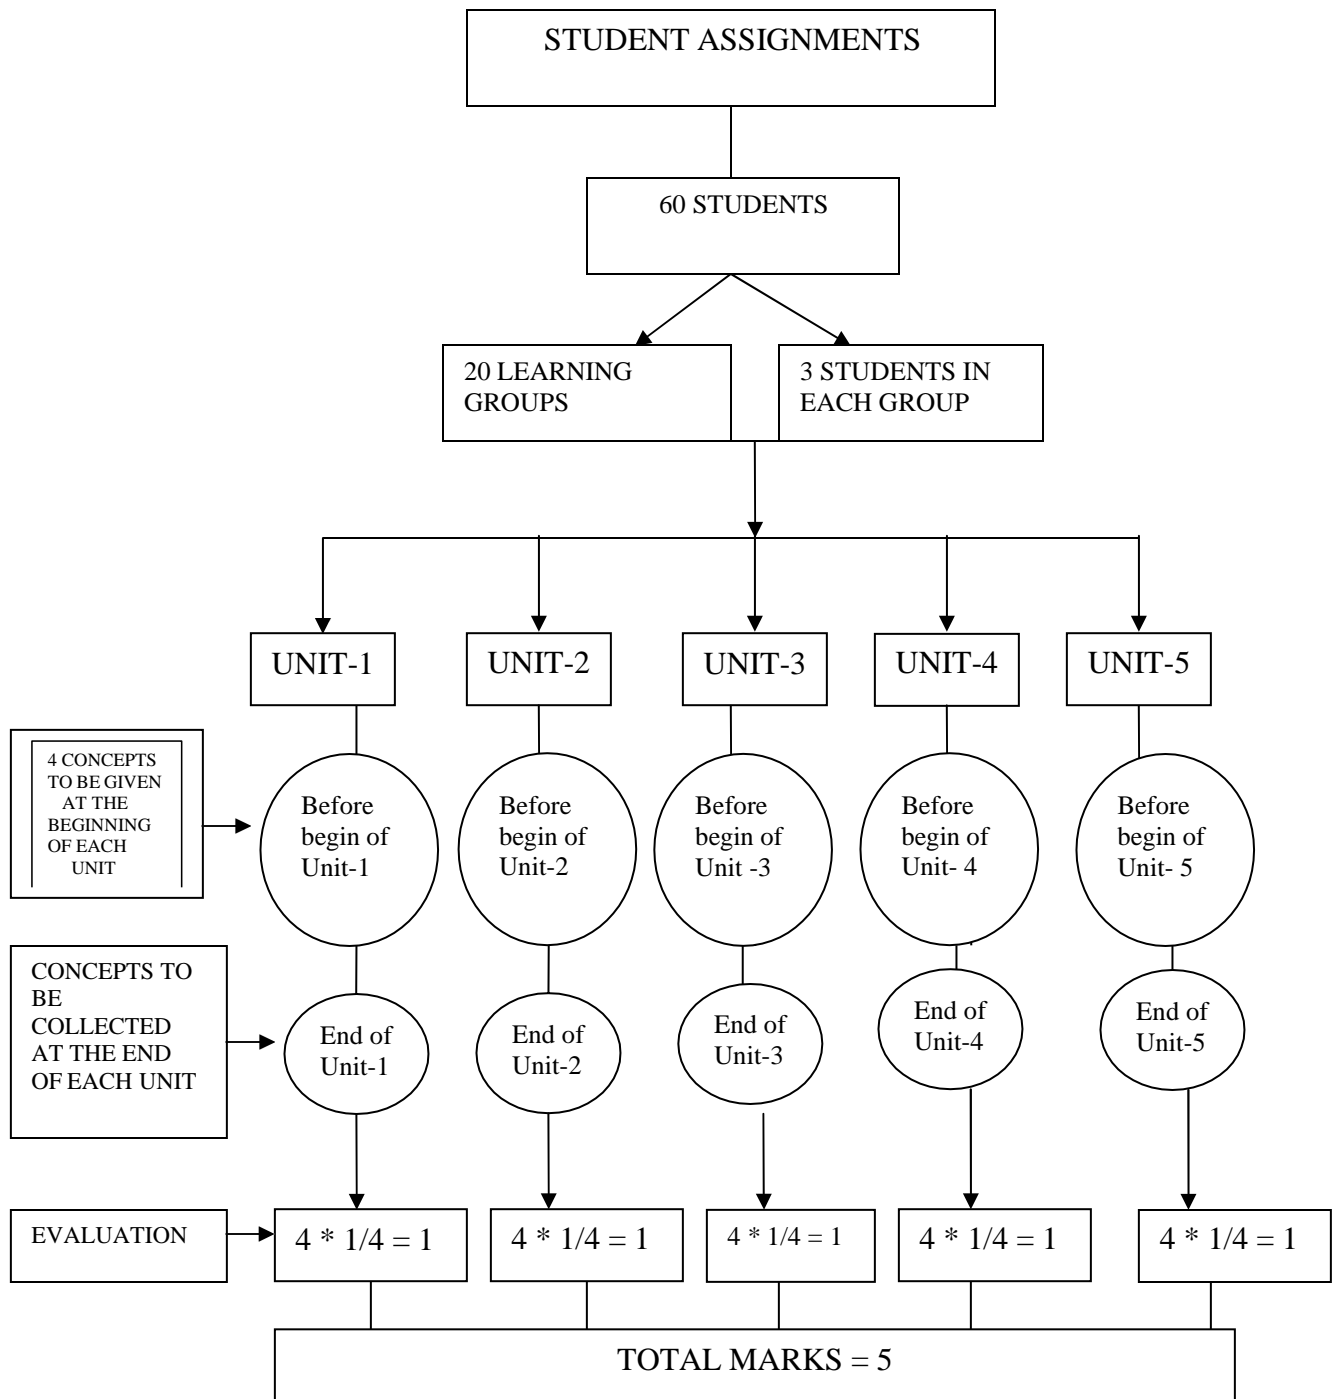 STUDENT ASSIGNMENTS
60 STUDENTS
20 LEARNING
GROUPS
3 STUDENTS IN
EACH GROUP
UNIT-1
UNIT-2
UNIT-3
UNIT-4
UNIT-5
4 CONCEPTS
TO BE GIVEN
AT THE
BEGINNING
OF EACH
UNIT
Before
begin of
Unit-1
Before
begin of
Unit-2
Before
begin of
Unit -3
Before
begin of
Unit- 4
Before
begin of
Unit- 5
CONCEPTS TO
BE
COLLECTED
AT THE END
OF EACH UNIT
End of
Unit-1
End of
Unit-2
End of
Unit-3
End of
Unit-4
End of
Unit-5
EVALUATION
4 * 1/4 = 1
4 * 1/4 = 1
4 * 1/4 = 1
4 * 1/4 = 1
4 * 1/4 = 1
TOTAL MARKS = 5